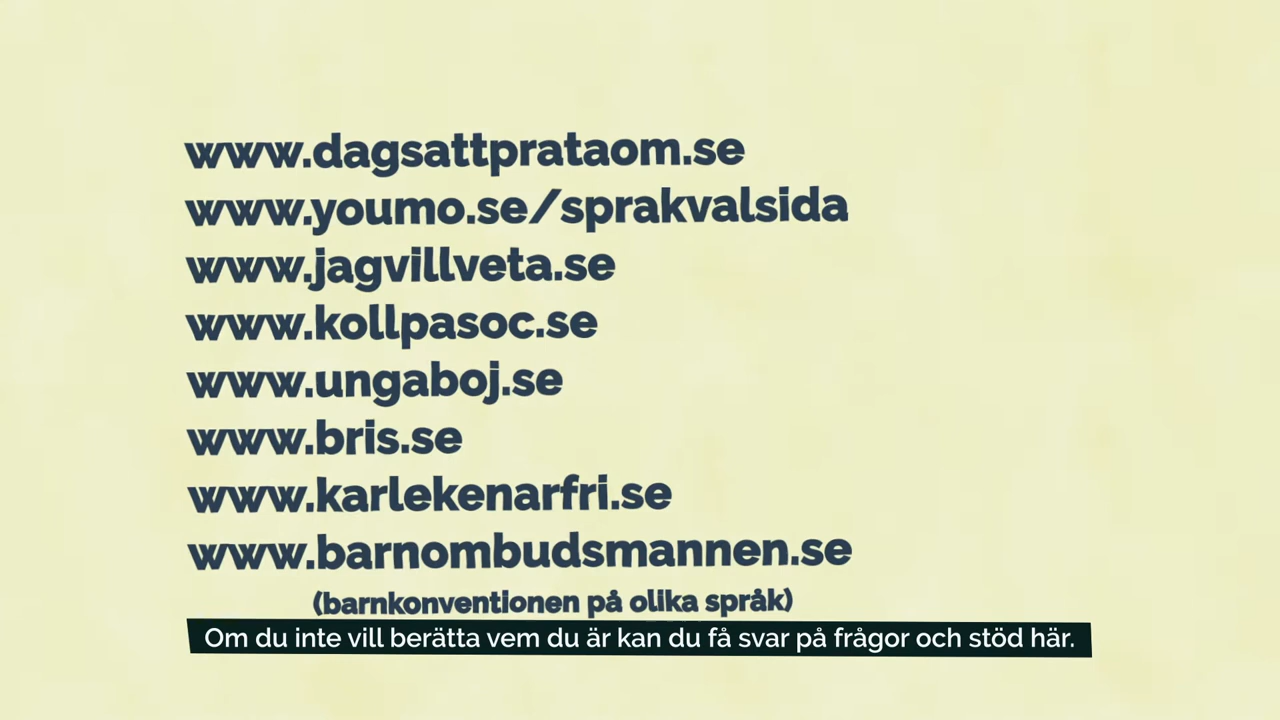 www.dagsattprataom.se
www.youmo.se/sprakvalsida
www.jagvillveta.se
www.kollpasoc.se
www.ungaboj.se
www.bris.se
www.karlekenarfri.se
www.barnombudsmannen.se
(barnkonventionen på olika språk)
Om du inte vill berätta vem du är kan du få svar på frågor och stöd här.